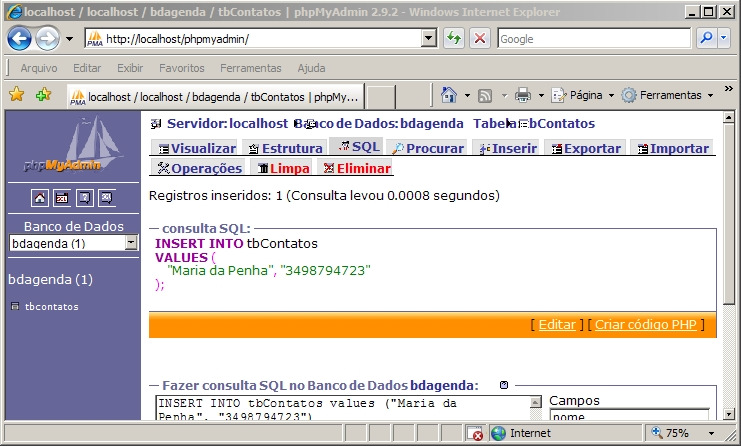 localhost / localhost / bdagenda / tbContatos | phpMyAdmin 2.9.2 - Windows Internet Explorer
PMA http://localhost/phpmyadmin/ Google
Arquivo Editar Exibir Favoritos Ferramentas Ajuda
PMA localhost / localhost / bdagenda / tbContatos | phpMy... Página Ferramentas
phpMyAdmin
Banco de Dados
bdagenda (1)
bdagenda (1)
tbcontatos
Servidor: localhost Banco de Dados: bdagenda Tabela: tbContatos
Visualizar Estrutura SQL Procurar Inserir Exportar Importar
Operações Limpa Eliminar
Registros inseridos: 1 (Consulta levou 0.0008 segundos)
consulta SQL:
INSERT INTO tbContatos
VALUES (
"Maria da Penha", "3498794723"
);
[ Editar ] [ Criar código PHP ]
Fazer consulta SQL no Banco de Dados bdagenda:
INSERT INTO tbContatos values ("Maria da
Penha", "3498794723")
Campos
nome
Internet 75%